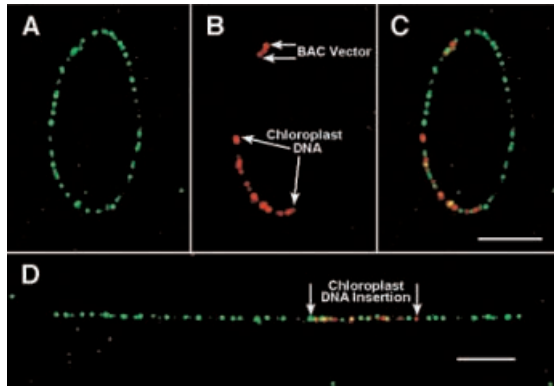 A
B
C
BAC Vector
Chloroplast
DNA
D
Chloroplast
DNA Insertion